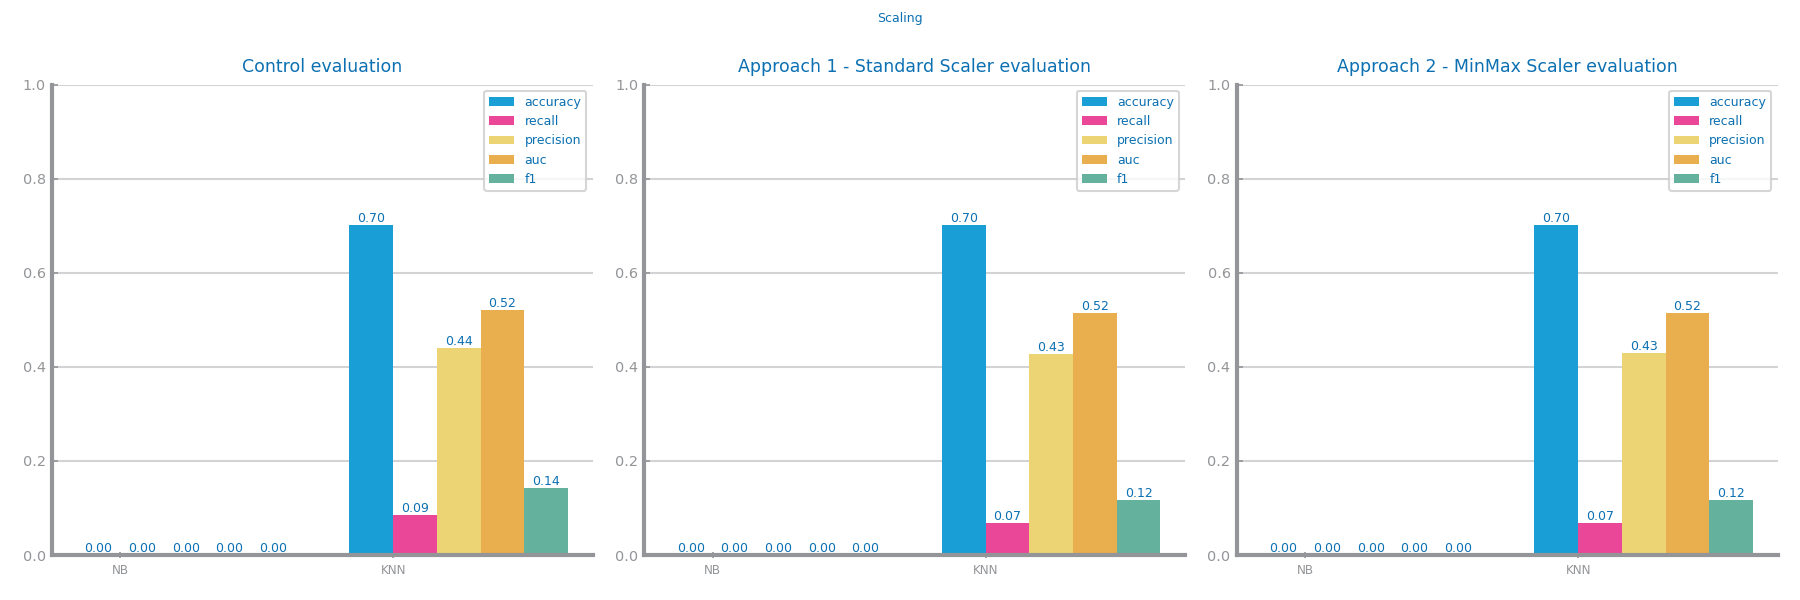 Scaling
Control evaluation
1.0
0.8
0.6
0.4
0.2
0.0
accuracy
recall
precision
auc
f1
0.00 0.00 0.00 0.00 0.00
0.70
0.09
0.44
0.52
0.14
NB
KNN
Approach 1 - Standard Scaler evaluation
1.0
0.8
0.6
0.4
0.2
0.0
accuracy
recall
precision
auc
f1
0.00 0.00 0.00 0.00 0.00
0.70
0.07
0.43
0.52
0.12
NB
KNN
Approach 2 - MinMax Scaler evaluation
1.0
0.8
0.6
0.4
0.2
0.0
accuracy
recall
precision
auc
f1
0.00 0.00 0.00 0.00 0.00
0.70
0.07
0.43
0.52
0.12
NB
KNN